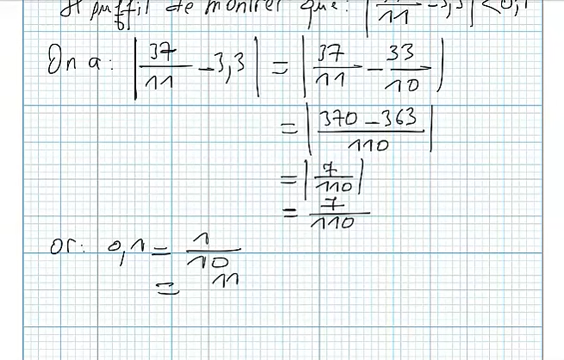 Il suffit de montrer que: |37/11 - 3,3| < 0,1
On a: |37/11 - 3,3| = |37/11 - 33/10|
= |370 - 363/110|
= |7/110|
= 7/110
or: 0,1 = 1/10
= 11